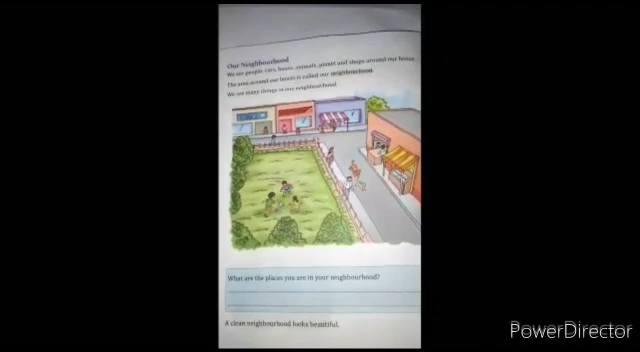 Our Neighbourhood
We see people, cars, buses, animals, plants and shops around our house.
The area around our house is called our neighbourhood.
We see many things in our neighbourhood.
What are the places you see in your neighbourhood?
A clean neighbourhood looks beautiful.
PowerDirector